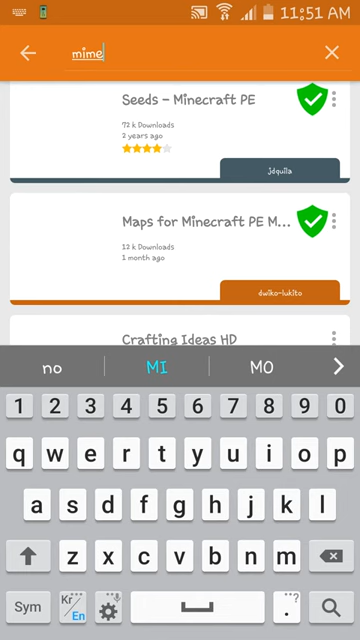 11:51 AM
mime
Seeds - Minecraft PE
72 k Downloads
2 years ago
jdquila
Maps for Minecraft PE M...
12 k Downloads
1 month ago
dwiko-lukito
Crafting Ideas HD
no MI MO
1 2 3 4 5 6 7 8 9 0
q w e r t y u i o p
a s d f g h j k l
z x c v b n m
Sym Kr/En . ...?